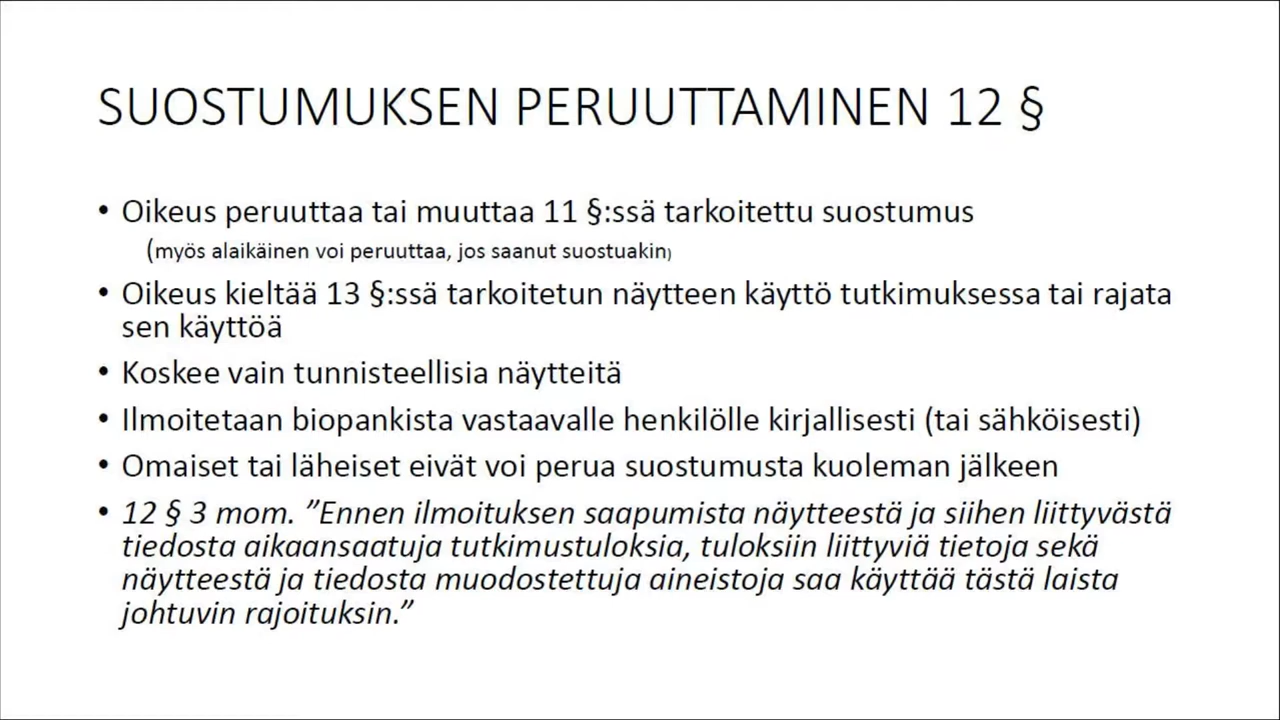 SUOSTUMUKSEN PERUUTTAMINEN 12 §
• Oikeus peruuttaa tai muuttaa 11 §:ssä tarkoitettu suostumus
(myös alaikäinen voi peruuttaa, jos saanut suostuakin)
• Oikeus kieltää 13 §:ssä tarkoitetun näytteen käyttö tutkimuksessa tai rajata
sen käyttöä
• Koskee vain tunnisteellisia näytteitä
• Ilmoitetaan biopankista vastaavalle henkilölle kirjallisesti (tai sähköisesti)
• Omaiset tai läheiset eivät voi perua suostumusta kuoleman jälkeen
• 12 § 3 mom. ”Ennen ilmoituksen saapumista näytteestä ja siihen liittyvästä
tiedosta aikaansaatuja tutkimustuloksia, tuloksiin liittyviä tietoja sekä
näytteestä ja tiedosta muodostettuja aineistoja saa käyttää tästä laista
johtuvin rajoituksin.”